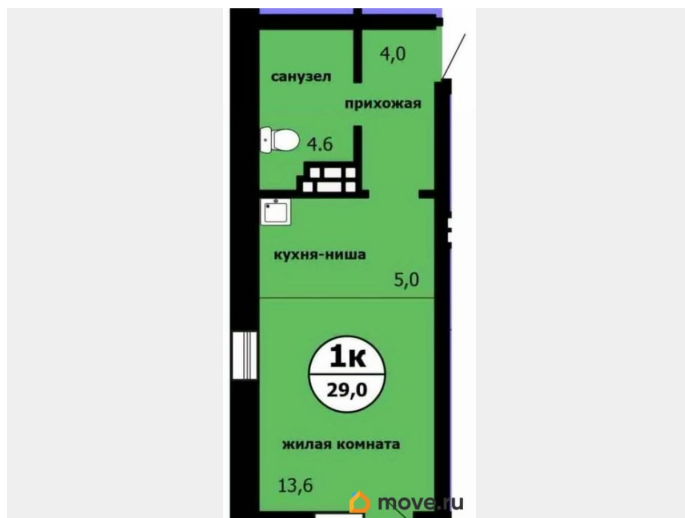 4,0
санузел
прихожая
4.6
кухня-ниша
5,0
1к
29,0
жилая комната
13,6
move.ru